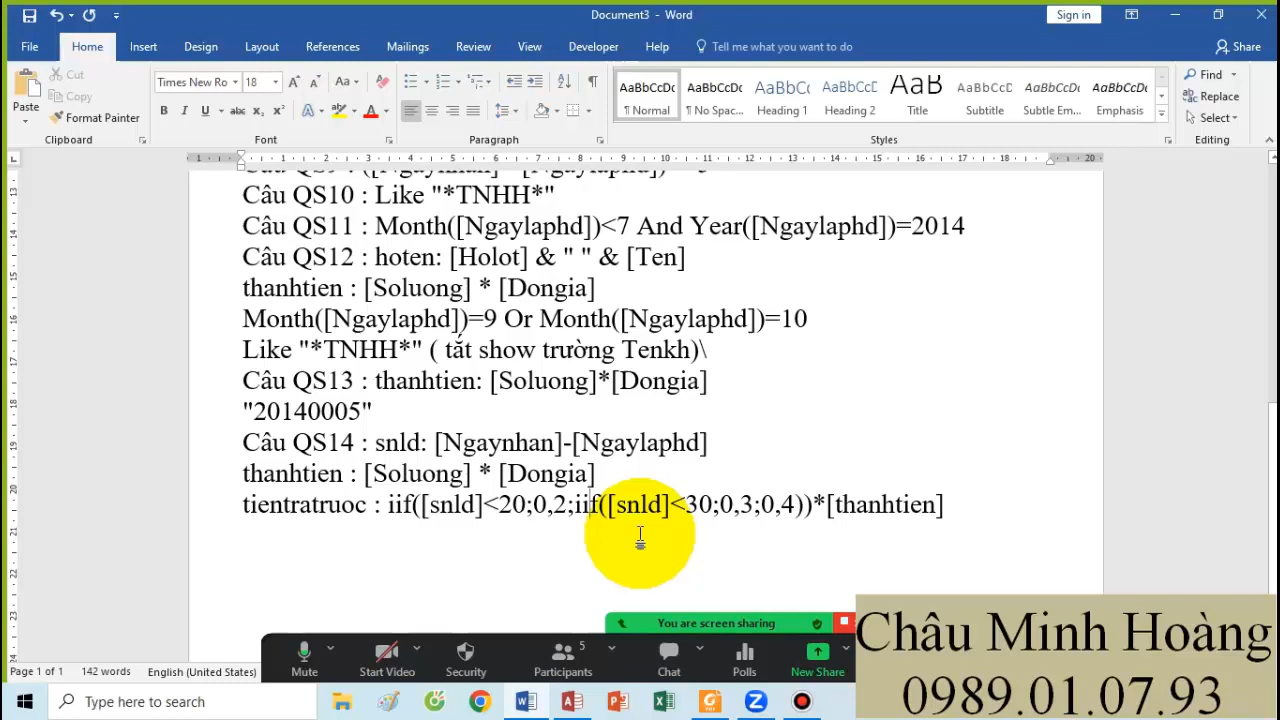 Document3 - Word
Sign in
File Home Insert Design Layout References Mailings Review View Developer Help Tell me what you want to do Share
Paste
Cut
Copy
Format Painter
Clipboard
Times New Ro 18
Font
Paragraph
AaBbCcDc AaBbCcDc AaBbCc AaBbCcD AaB AaBbCcD AaBbCcDc AaBbCcDc
¶ Normal ¶ No Spac... Heading 1 Heading 2 Title Subtitle Subtle Em... Emphasis
Styles
Find
Replace
Select
Editing
Câu QS10 : Like "*TNHH*"
Câu QS11 : Month([Ngaylaphd])<7 And Year([Ngaylaphd])=2014
Câu QS12 : hoten: [Holot] & " " & [Ten]
thanhtien : [Soluong] * [Dongia]
Month([Ngaylaphd])=9 Or Month([Ngaylaphd])=10
Like "*TNHH*" ( tắt show trường Tenkh)\
Câu QS13 : thanhtien: [Soluong]*[Dongia]
"20140005"
Câu QS14 : snld: [Ngaynhan]-[Ngaylaphd]
thanhtien : [Soluong] * [Dongia]
tientratruoc : iif([snld]<20;0,2;iif([snld]<30;0,3;0,4))*[thanhtien]
You are screen sharing
Mute Start Video Security Participants 5 Chat Polls New Share
Châu Minh Hoàng
0989.01.07.93
Page 1 of 1 142 words English (United States)
Type here to search